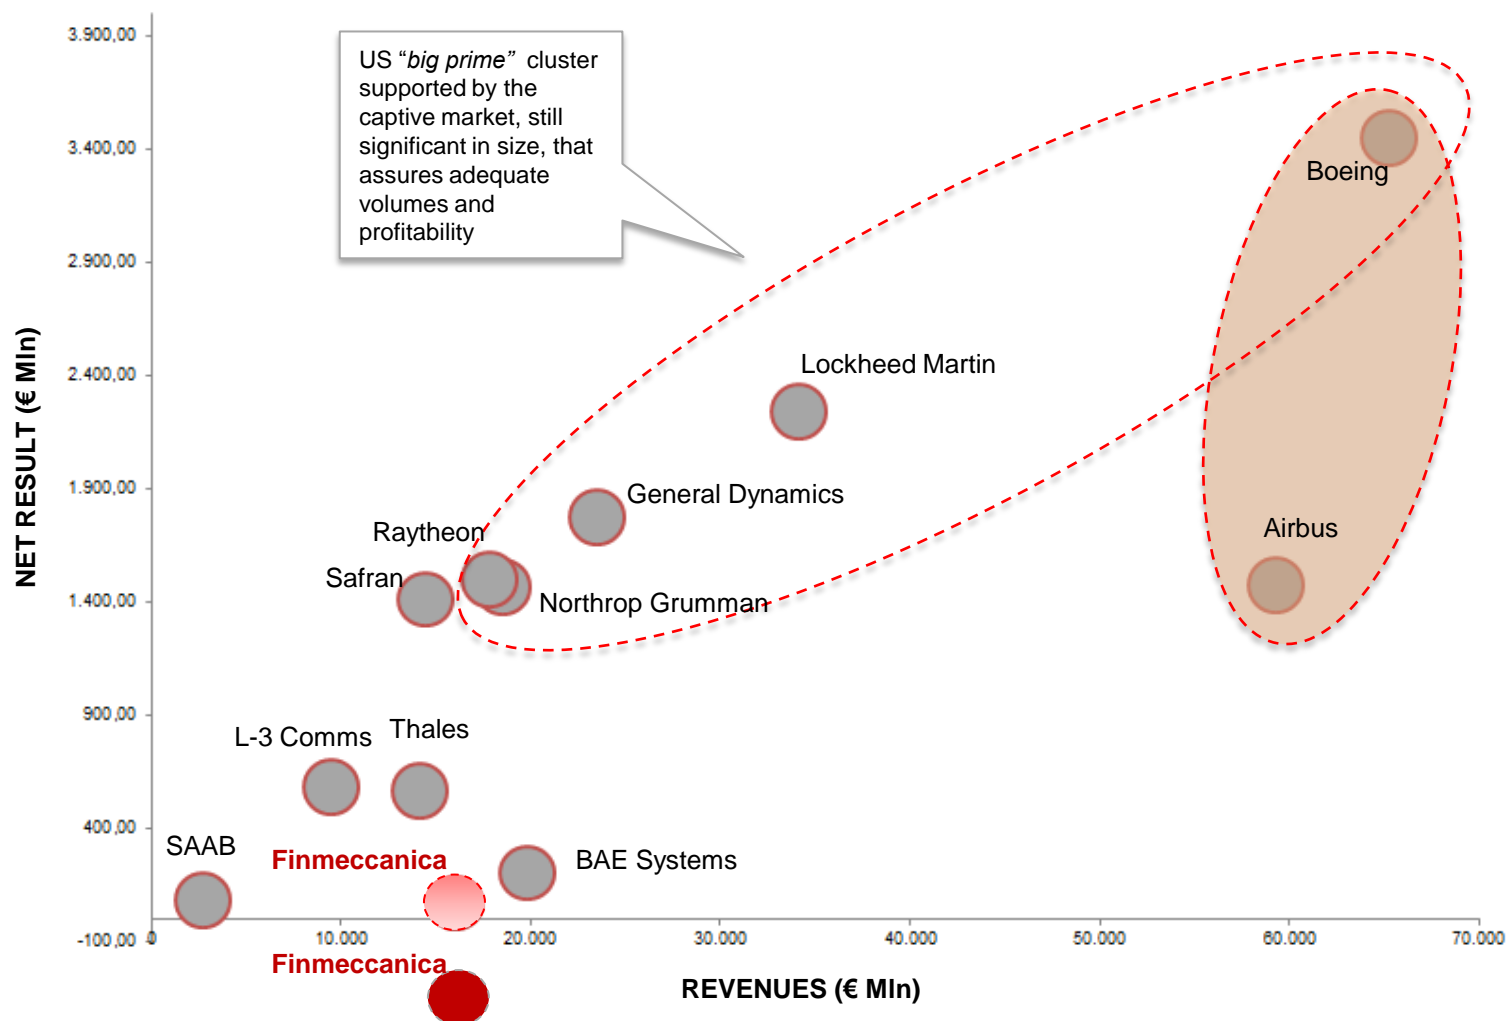 3.900,00
US “big prime” cluster
supported by the
captive market, still
significant in size, that
assures adequate
volumes and
profitability
3.400,00
Boeing
2.900,00
NET RESULT (€ Mln)
2.400,00
Lockheed Martin
1.900,00
General Dynamics
Raytheon
Airbus
Safran
1.400,00
Northrop Grumman
900,00
L-3 Comms
Thales
400,00
SAAB
Finmeccanica
BAE Systems
-100,00
0
10.000
20.000
30.000
40.000
50.000
60.000
70.000
Finmeccanica
REVENUES (€ Mln)